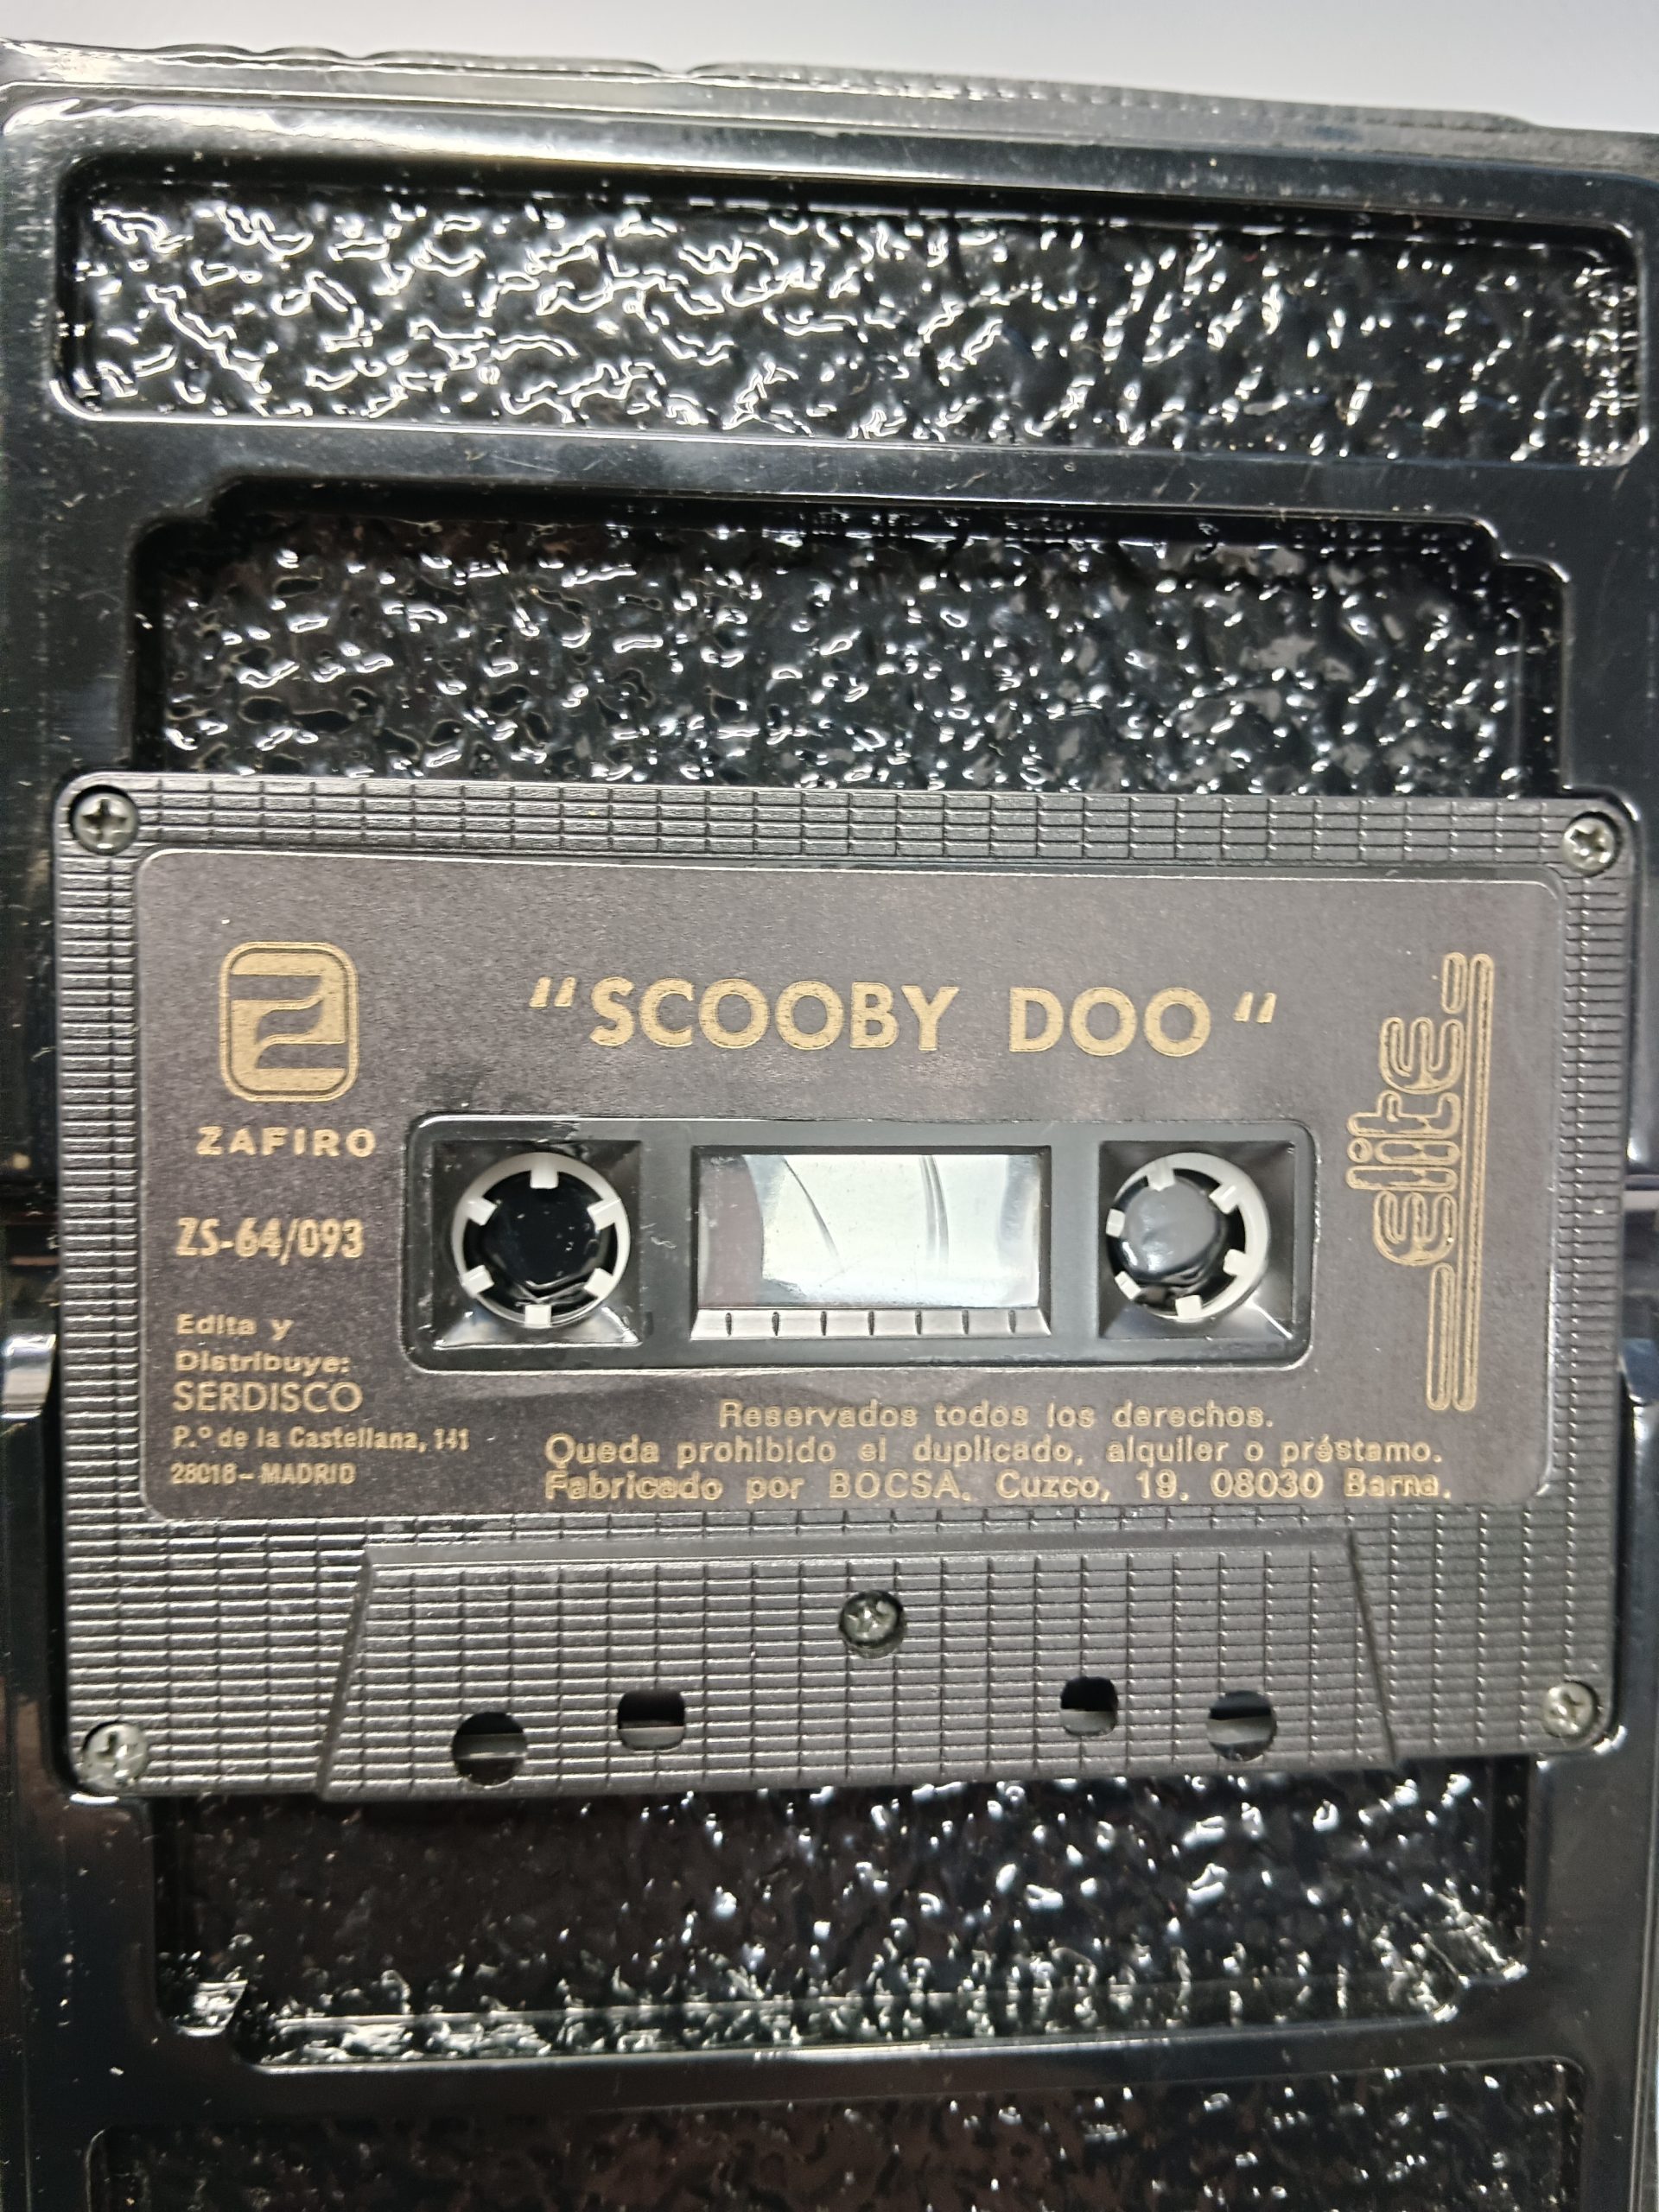 "SCOOBY DOO"
ZAFIRO
elite
ZS-64/093
Edita y
Distribuye:
SERDISCO
P.º de la Castellana, 141
28016 - MADRID
Reservados todos los derechos.
Queda prohibido el duplicado, alquiler o préstamo.
Fabricado por BOCSA. Cuzco, 19. 08030 Barna.